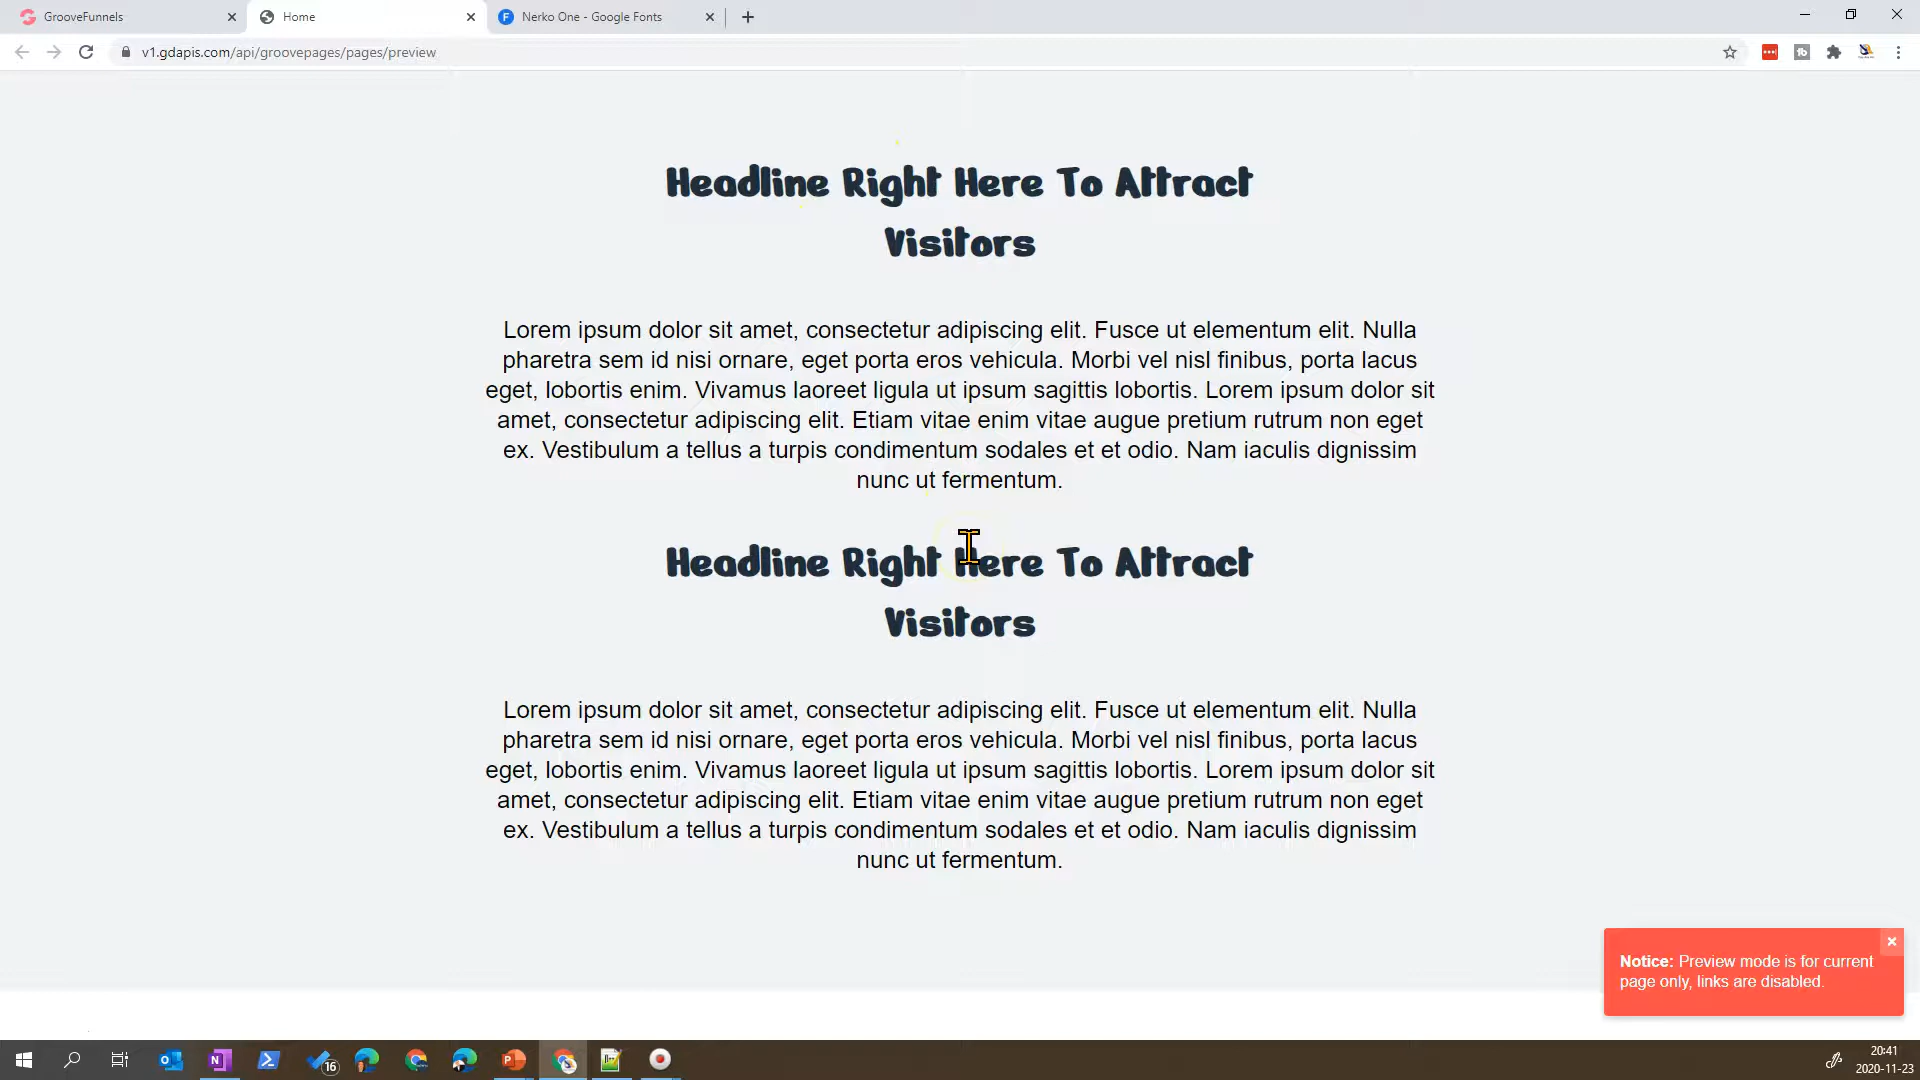 GrooveFunnels
Home
Nerko One - Google Fonts
v1.gdapis.com/api/groovepages/pages/preview
Headline Right Here To Attract
Visitors
Lorem ipsum dolor sit amet, consectetur adipiscing elit. Fusce ut elementum elit. Nulla
pharetra sem id nisi ornare, eget porta eros vehicula. Morbi vel nisl finibus, porta lacus
eget, lobortis enim. Vivamus laoreet ligula ut ipsum sagittis lobortis. Lorem ipsum dolor sit
amet, consectetur adipiscing elit. Etiam vitae enim vitae augue pretium rutrum non eget
ex. Vestibulum a tellus a turpis condimentum sodales et et odio. Nam iaculis dignissim
nunc ut fermentum.
Headline Right Here To Attract
Visitors
Lorem ipsum dolor sit amet, consectetur adipiscing elit. Fusce ut elementum elit. Nulla
pharetra sem id nisi ornare, eget porta eros vehicula. Morbi vel nisl finibus, porta lacus
eget, lobortis enim. Vivamus laoreet ligula ut ipsum sagittis lobortis. Lorem ipsum dolor sit
amet, consectetur adipiscing elit. Etiam vitae enim vitae augue pretium rutrum non eget
ex. Vestibulum a tellus a turpis condimentum sodales et et odio. Nam iaculis dignissim
nunc ut fermentum.
Notice: Preview mode is for current
page only, links are disabled.
16
20:41
2020-11-23